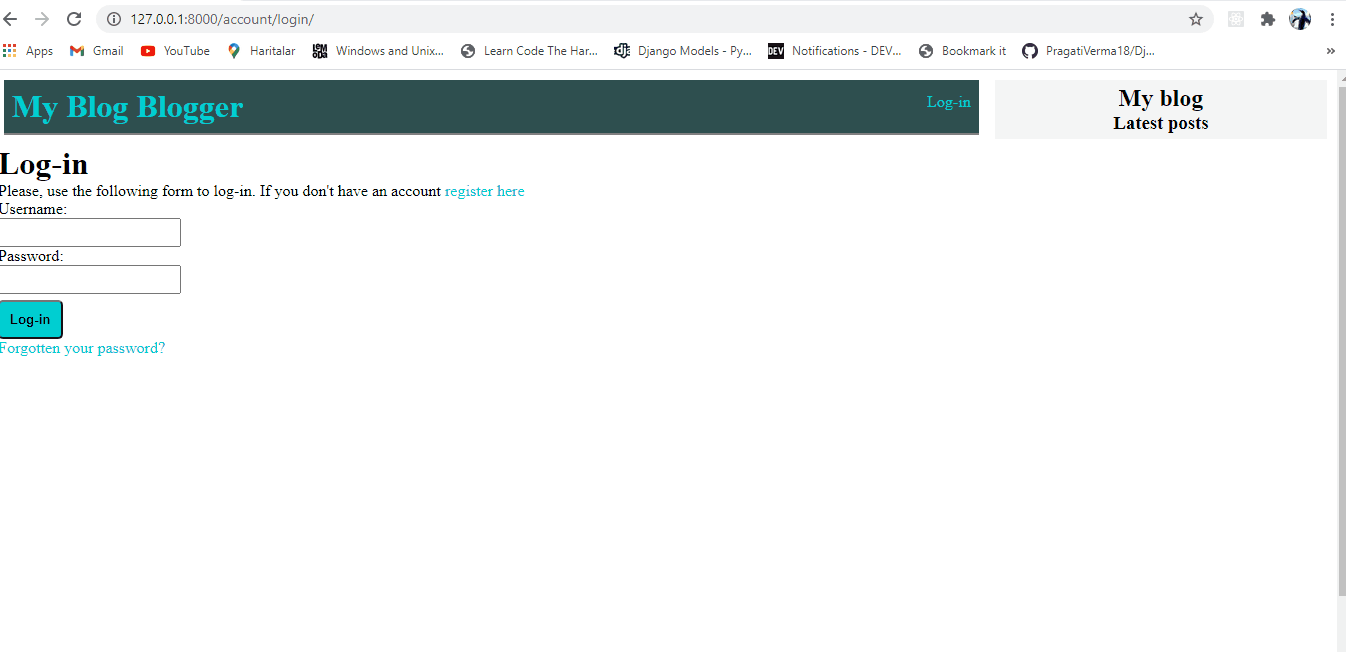 127.0.0.1:8000/account/login/
Apps Gmail YouTube Haritalar Windows and Unix... Learn Code The Har... Django Models - Py... DEV Notifications - DEV... Bookmark it PragatiVerma18/Dj... »
My Blog Blogger
Log-in
My blog
Latest posts
Log-in
Please, use the following form to log-in. If you don't have an account register here
Username:
Password:
Log-in
Forgotten your password?